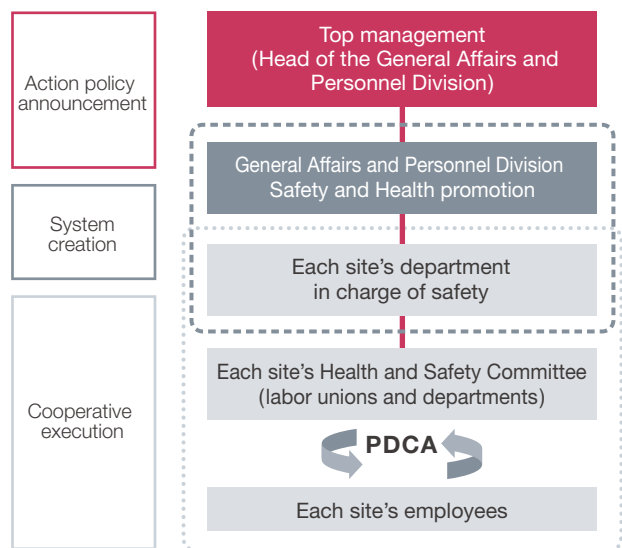 Action policy
announcement
Top management
(Head of the General Affairs and
Personnel Division)
System
creation
General Affairs and Personnel Division
Safety and Health promotion
Each site’s department
in charge of safety
Cooperative
execution
Each site’s Health and Safety Committee
(labor unions and departments)
PDCA
Each site’s employees